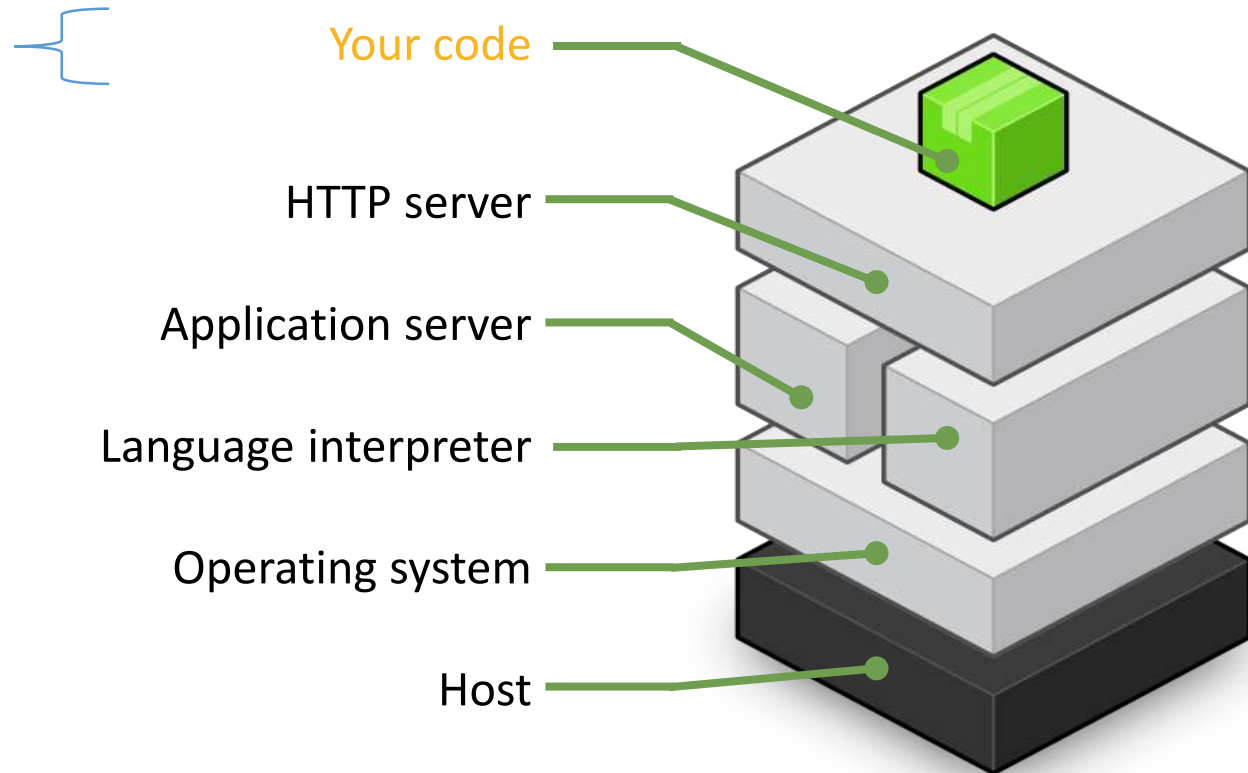 Your code
HTTP server
Application server
Language interpreter
Operating system
Host